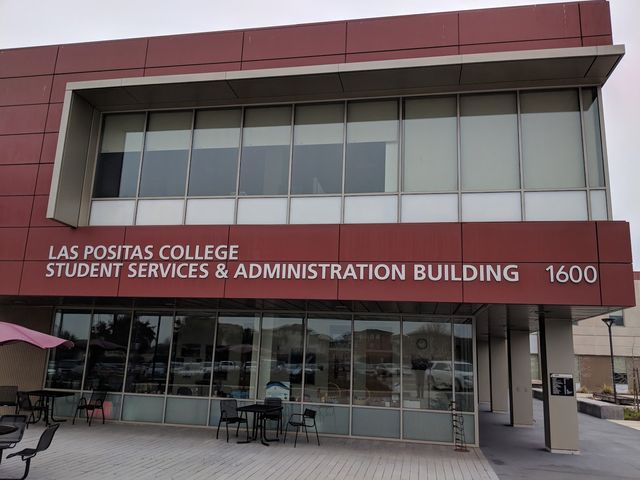 LAS POSITAS COLLEGE
STUDENT SERVICES & ADMINISTRATION BUILDING 1600